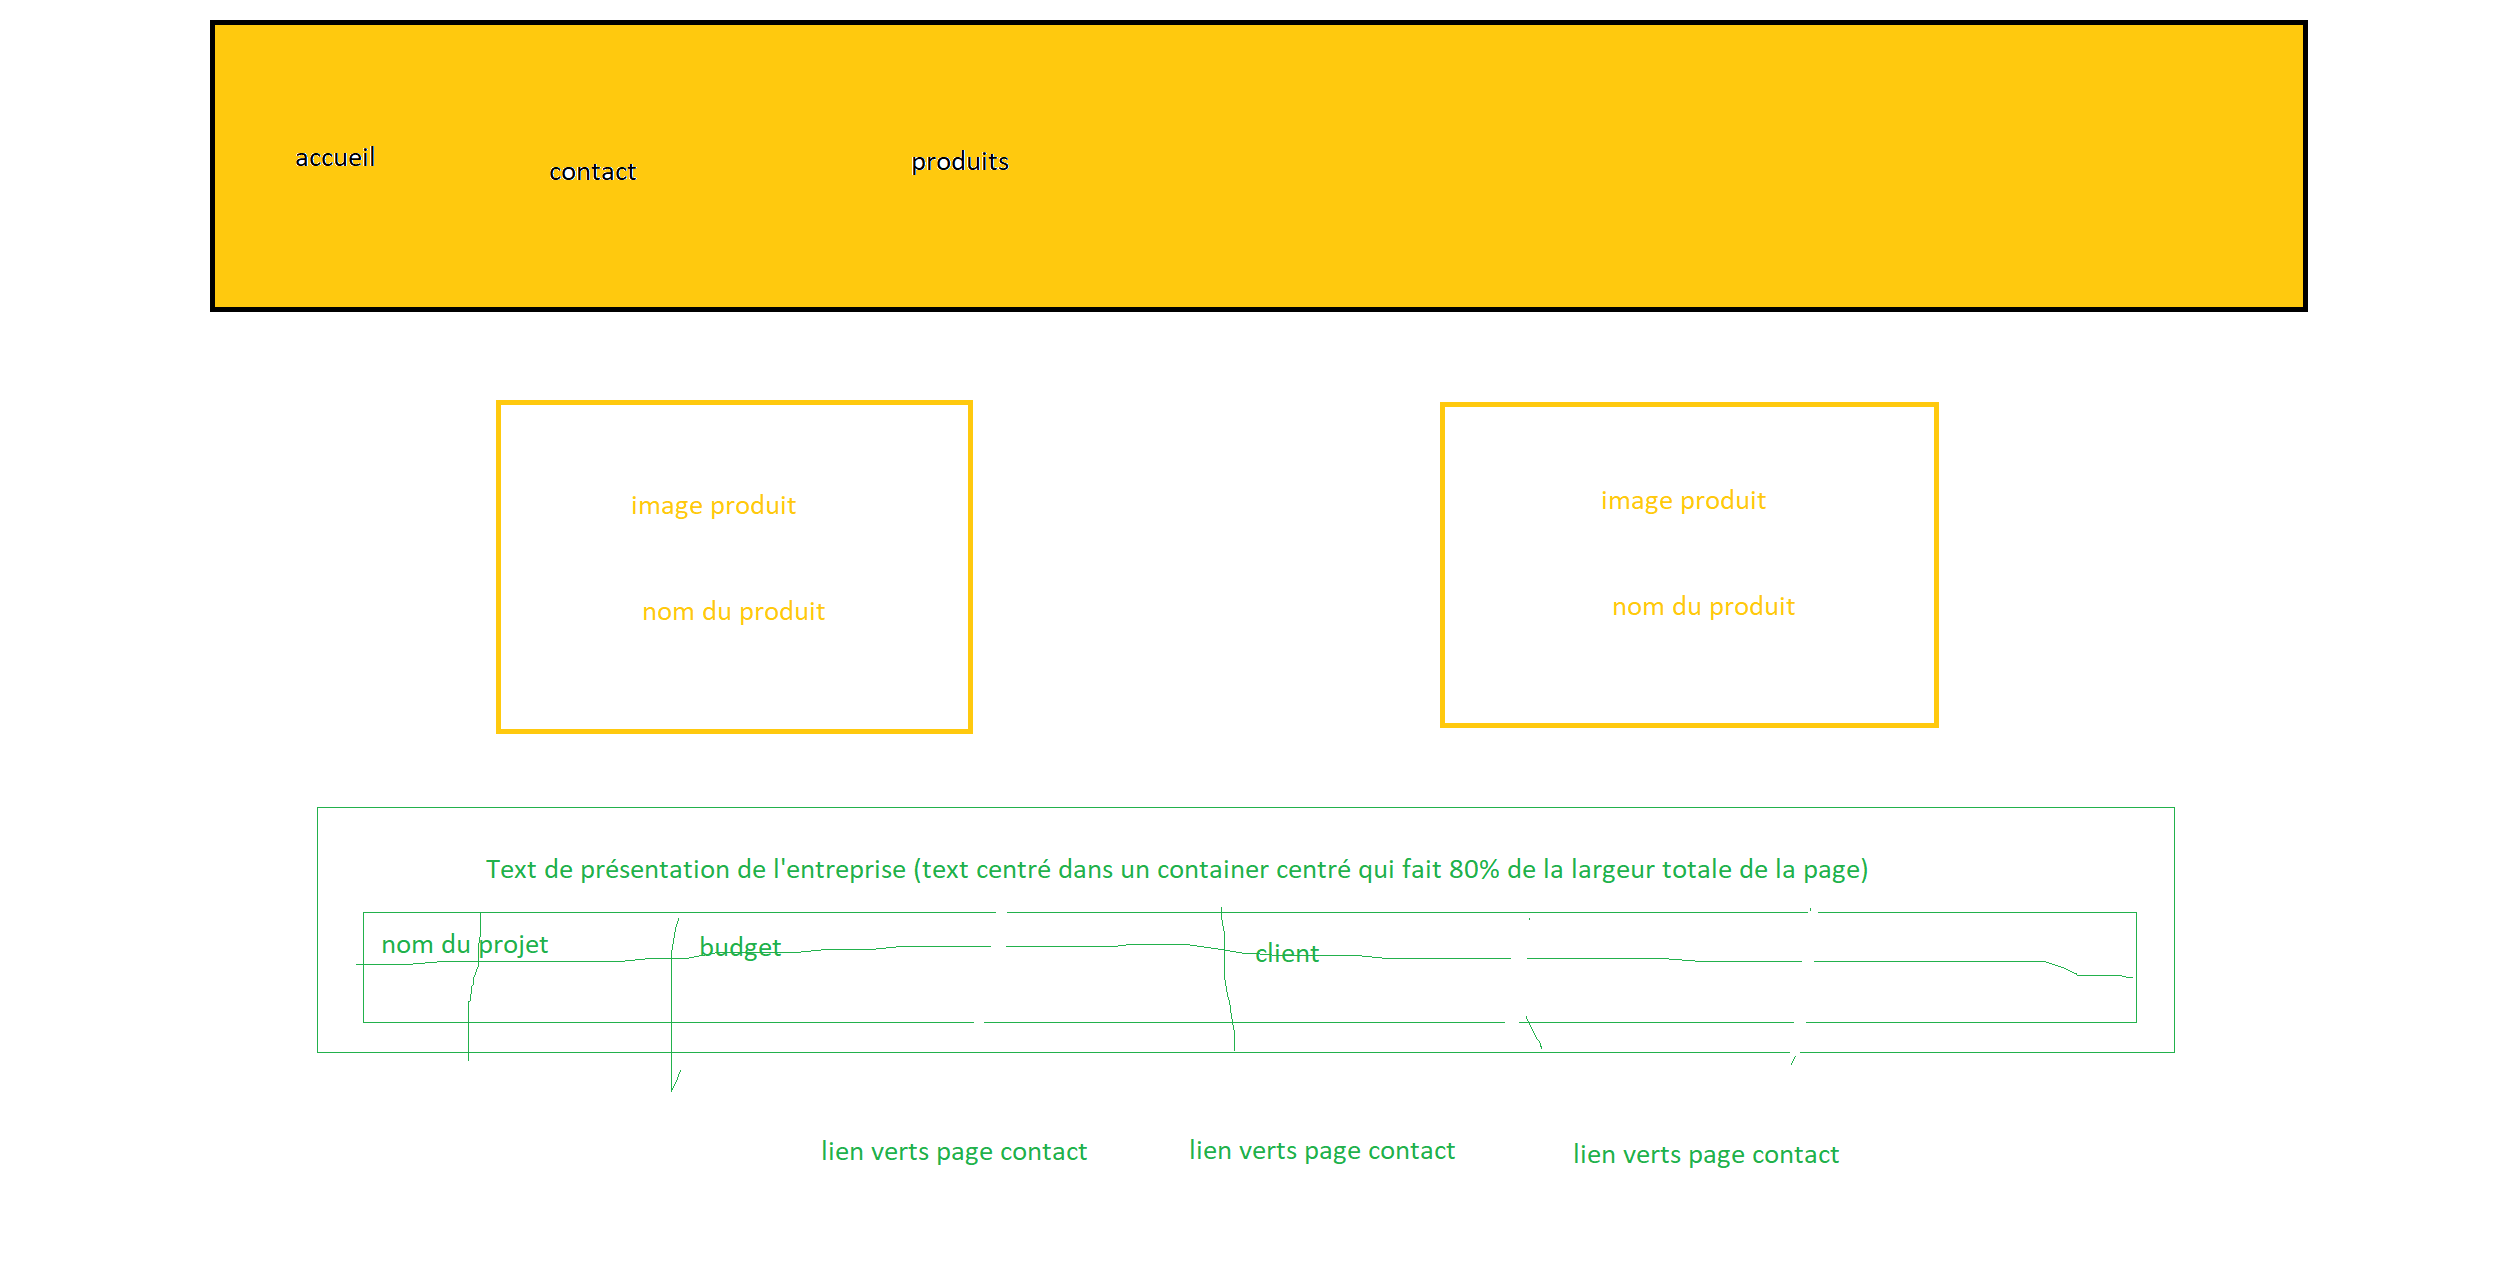 accueil
contact
produits
image produit
nom du produit
image produit
nom du produit
Text de présentation de l'entreprise (text centré dans un container centré qui fait 80% de la largeur totale de la page)
nom du projet
budget
client
lien verts page contact
lien verts page contact
lien verts page contact